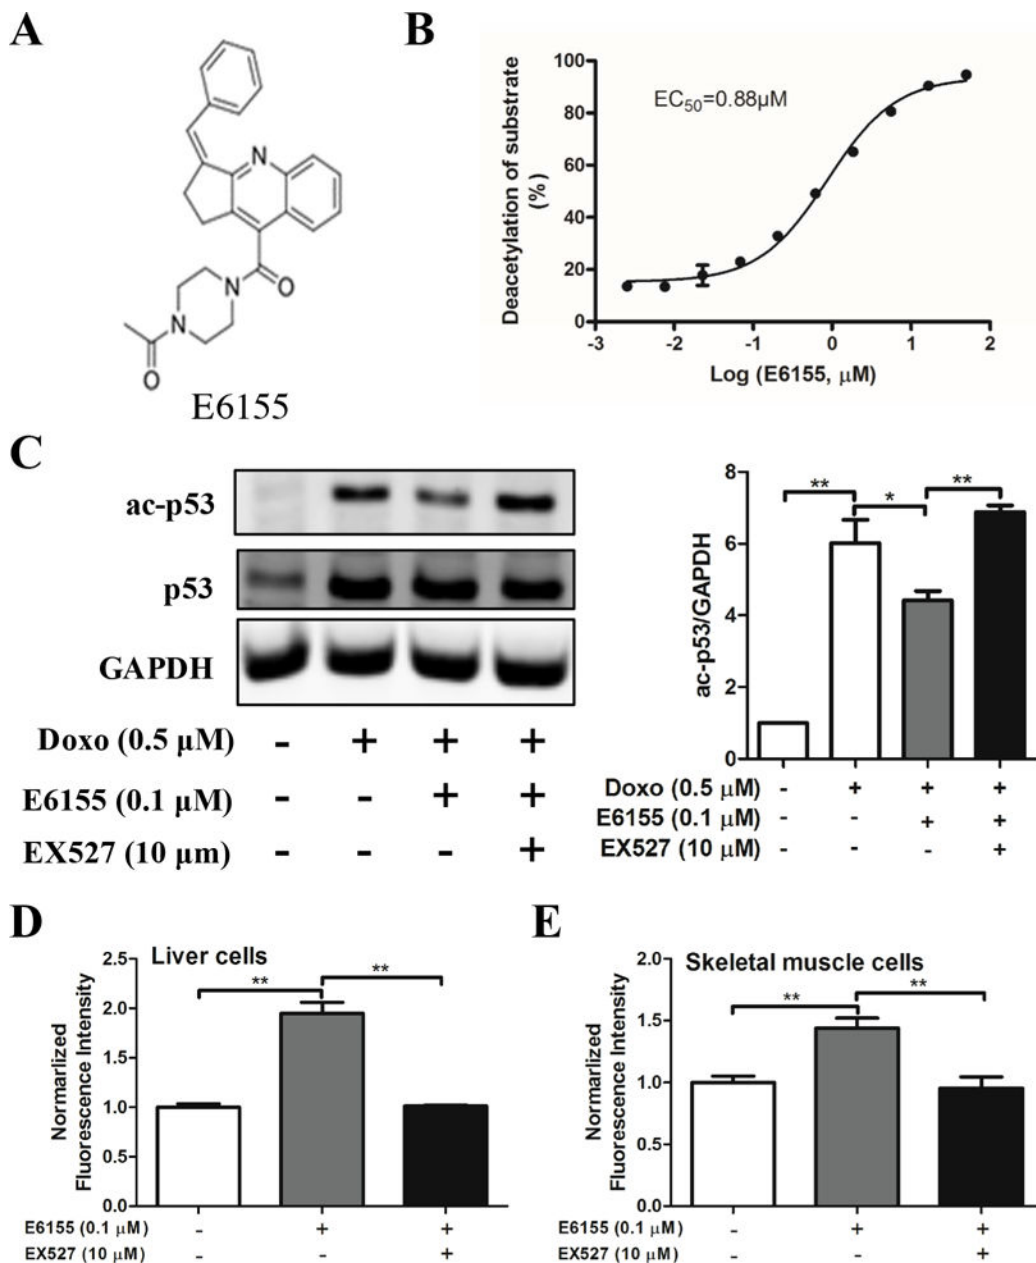 A
N
N
O
N
O
E6155
B
EC50=0.88μM
Deacetylation of substrate
(%)
100
80
60
40
20
0
-3 -2 -1 0 1 2
Log (E6155, μM)
C
ac-p53
p53
GAPDH
Doxo (0.5 μM) - + + +
E6155 (0.1 μM) - - + +
EX527 (10 μm) - - - +
ac-p53/GAPDH
8
6
4
2
0
** * **
Doxo (0.5 μM) - + + +
E6155 (0.1 μM) - - + +
EX527 (10 μM) - - - +
D
Liver cells
Normarlized
Fluorescence Intensity
2.5
2.0
1.5
1.0
0.5
0.0
** **
E6155 (0.1 μM) - + +
EX527 (10 μM) - - +
E
Skeletal muscle cells
Normarlized
Fluorescence Intensity
2.0
1.5
1.0
0.5
0.0
** **
E6155 (0.1 μM) - + +
EX527 (10 μM) - - +